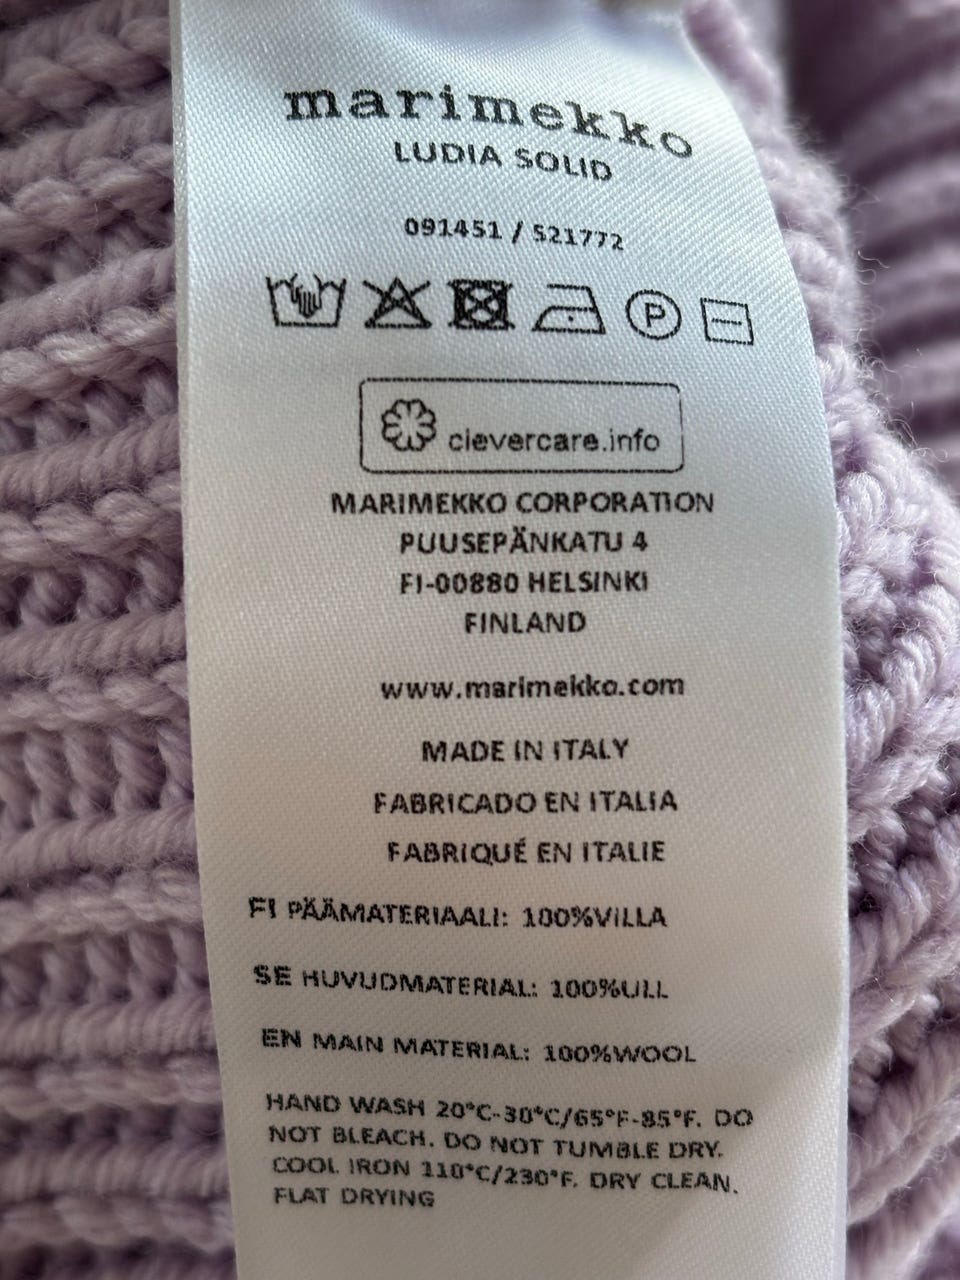 marimekko
LUDIA SOLID
091451 / 521772
P
clevercare.info
MARIMEKKO CORPORATION
PUUSEPÄNKATU 4
FI-00880 HELSINKI
FINLAND
www.marimekko.com
MADE IN ITALY
FABRICADO EN ITALIA
FABRIQUÉ EN ITALIE
FI PÄÄMATERIAALI: 100%VILLA
SE HUVUDMATERIAL: 100%ULL
EN MAIN MATERIAL: 100%WOOL
HAND WASH 20°C-30°C/65°F-85°F. DO
NOT BLEACH. DO NOT TUMBLE DRY.
COOL IRON 110°C/230°F. DRY CLEAN.
FLAT DRYING